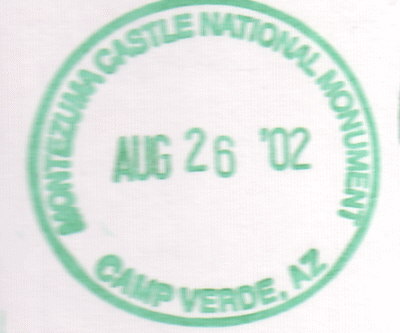 MONTEZUMA CASTLE NATIONAL MONUMENT
AUG 26 '02
CAMP VERDE, AZ